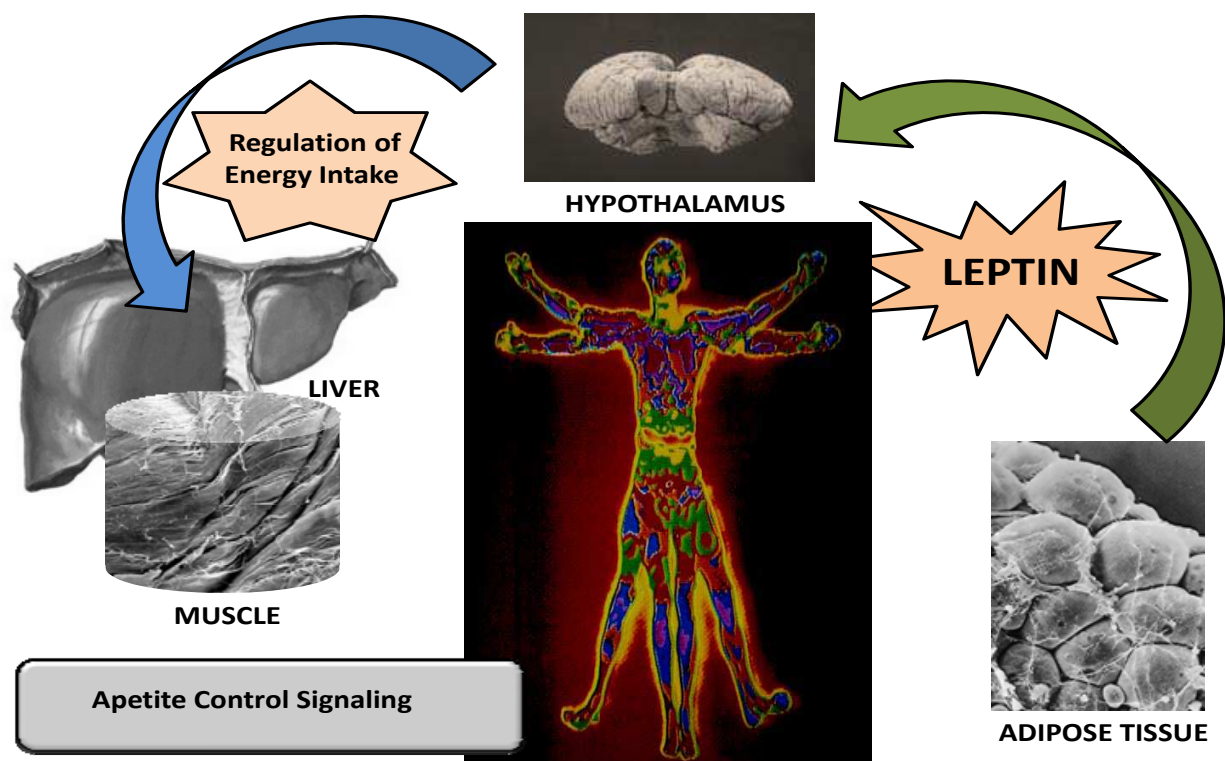 Regulation of
Energy Intake
HYPOTHALAMUS
LEPTIN
LIVER
MUSCLE
Apetite Control Signaling
ADIPOSE TISSUE